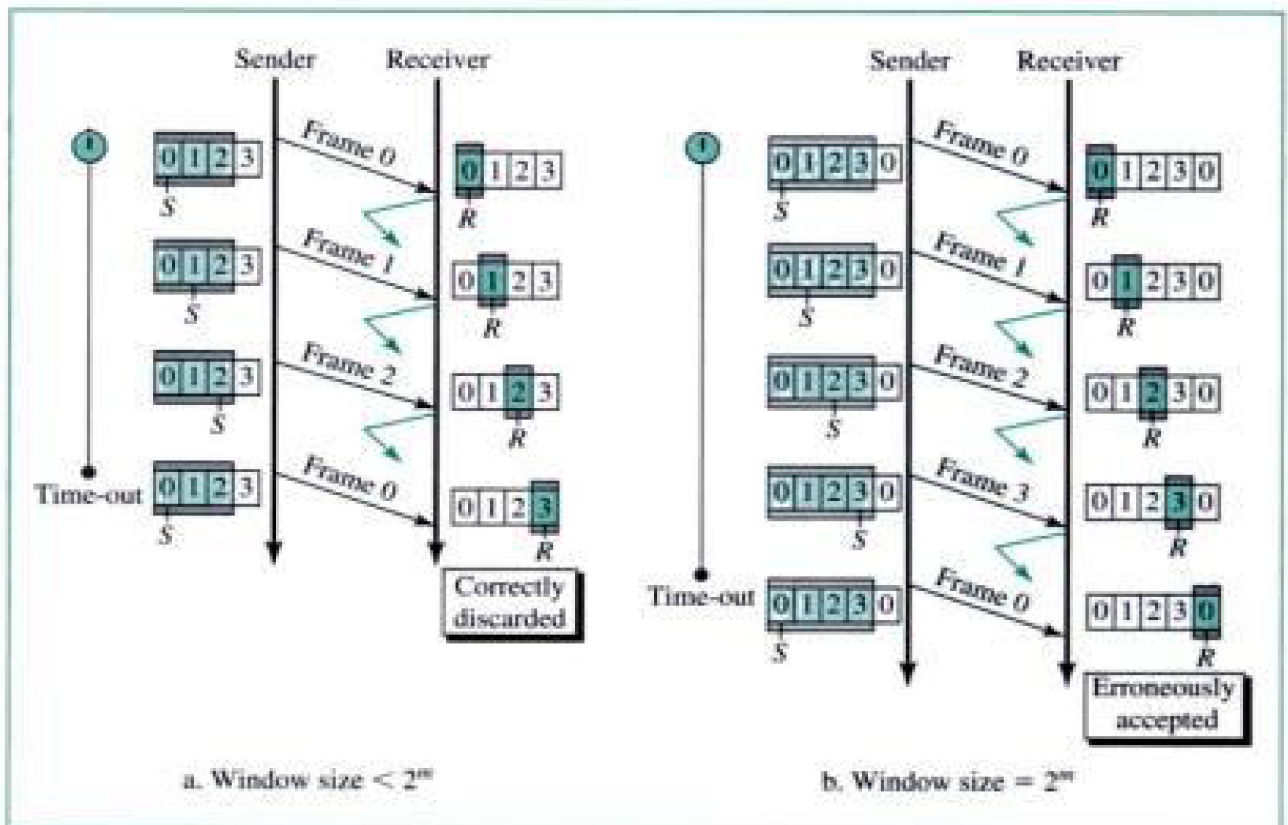 Sender Receiver
Frame 0
0 1 2 3
S
0 1 2 3
R
Frame 1
0 1 2 3
S
0 1 2 3
R
Frame 2
0 1 2 3
S
0 1 2 3
R
Time-out
Frame 0
0 1 2 3
S
0 1 2 3
R
Correctly
discarded
a. Window size < 2^m
Sender Receiver
Frame 0
0 1 2 3 0
S
0 1 2 3 0
R
Frame 1
0 1 2 3 0
S
0 1 2 3 0
R
Frame 2
0 1 2 3 0
S
0 1 2 3 0
R
Frame 3
0 1 2 3 0
S
0 1 2 3 0
R
Time-out
Frame 0
0 1 2 3 0
S
0 1 2 3 0
R
Erroneously
accepted
b. Window size = 2^m